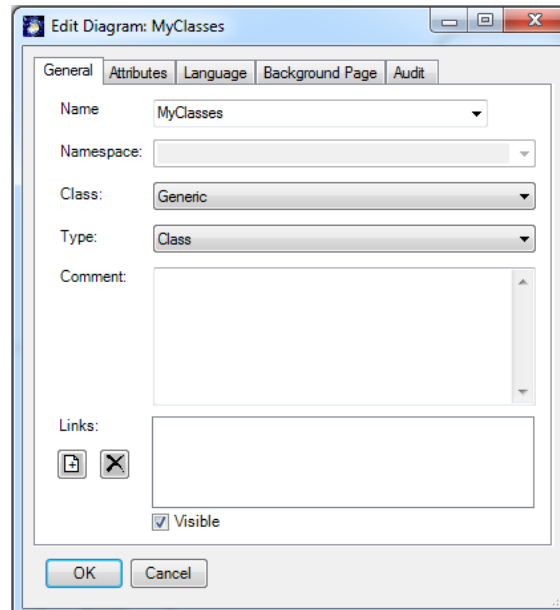 Edit Diagram: MyClasses
General Attributes Language Background Page Audit
Name MyClasses
Namespace:
Class: Generic
Type: Class
Comment:
Links:
Visible
OK Cancel